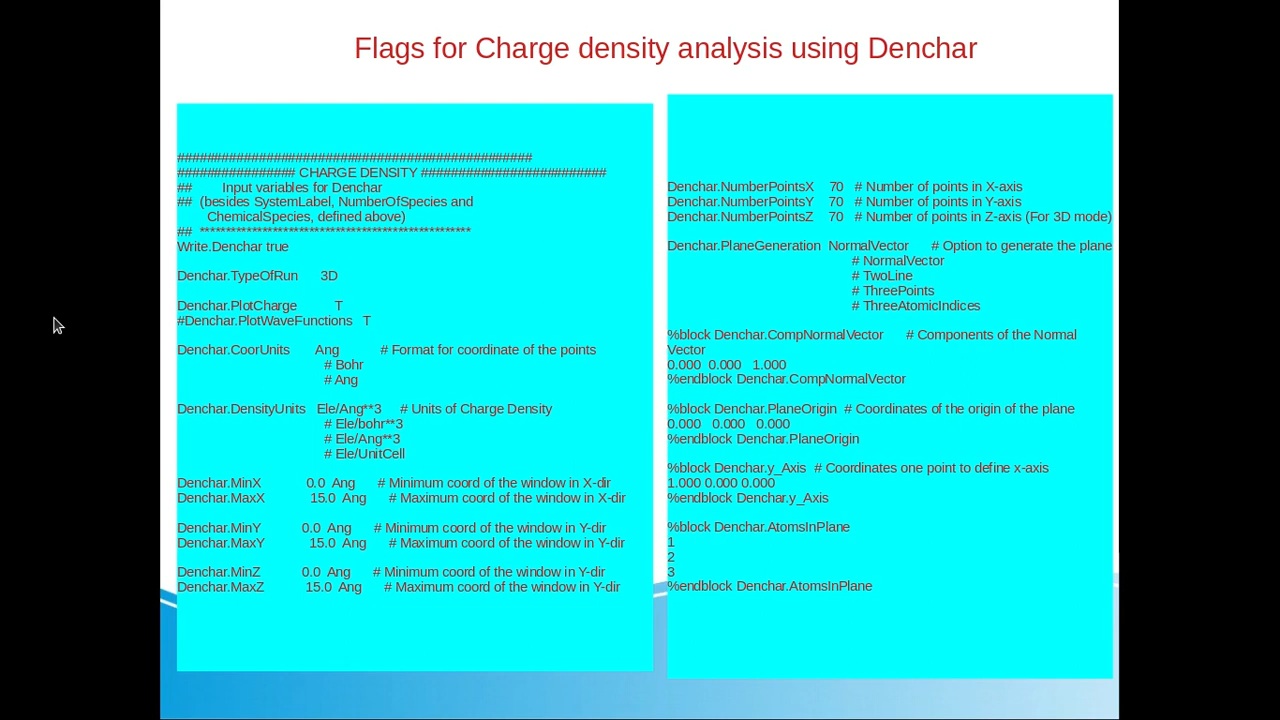 Flags for Charge density analysis using Denchar
################################################
################ CHARGE DENSITY #########################
## Input variables for Denchar
## (besides SystemLabel, NumberOfSpecies and
ChemicalSpecies, defined above)
## **************************************************
Write.Denchar true
Denchar.TypeOfRun 3D
Denchar.PlotCharge T
#Denchar.PlotWaveFunctions T
Denchar.CoorUnits Ang # Format for coordinate of the points
# Bohr
# Ang
Denchar.DensityUnits Ele/Ang**3 # Units of Charge Density
# Ele/bohr**3
# Ele/Ang**3
# Ele/UnitCell
Denchar.MinX 0.0 Ang # Minimum coord of the window in X-dir
Denchar.MaxX 15.0 Ang # Maximum coord of the window in X-dir
Denchar.MinY 0.0 Ang # Minimum coord of the window in Y-dir
Denchar.MaxY 15.0 Ang # Maximum coord of the window in Y-dir
Denchar.MinZ 0.0 Ang # Minimum coord of the window in Y-dir
Denchar.MaxZ 15.0 Ang # Maximum coord of the window in Y-dir
Denchar.NumberPointsX 70 # Number of points in X-axis
Denchar.NumberPointsY 70 # Number of points in Y-axis
Denchar.NumberPointsZ 70 # Number of points in Z-axis (For 3D mode)
Denchar.PlaneGeneration NormalVector # Option to generate the plane
# NormalVector
# TwoLine
# ThreePoints
# ThreeAtomicIndices
%block Denchar.CompNormalVector # Components of the Normal
Vector
0.000 0.000 1.000
%endblock Denchar.CompNormalVector
%block Denchar.PlaneOrigin # Coordinates of the origin of the plane
0.000 0.000 0.000
%endblock Denchar.PlaneOrigin
%block Denchar.y_Axis # Coordinates one point to define x-axis
1.000 0.000 0.000
%endblock Denchar.y_Axis
%block Denchar.AtomsInPlane
1
2
3
%endblock Denchar.AtomsInPlane